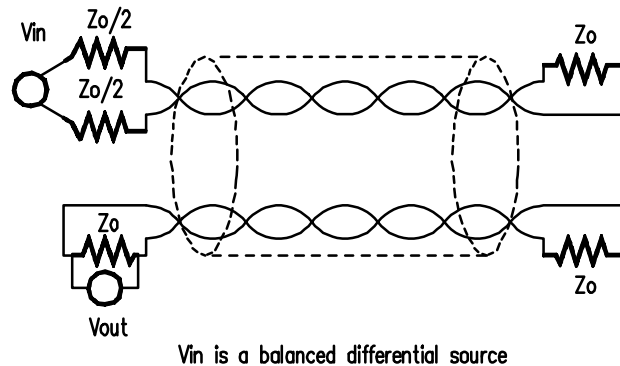 Vin
Zo/2
Zo/2
Zo
Zo
Vout
Zo
Vin is a balanced differential source